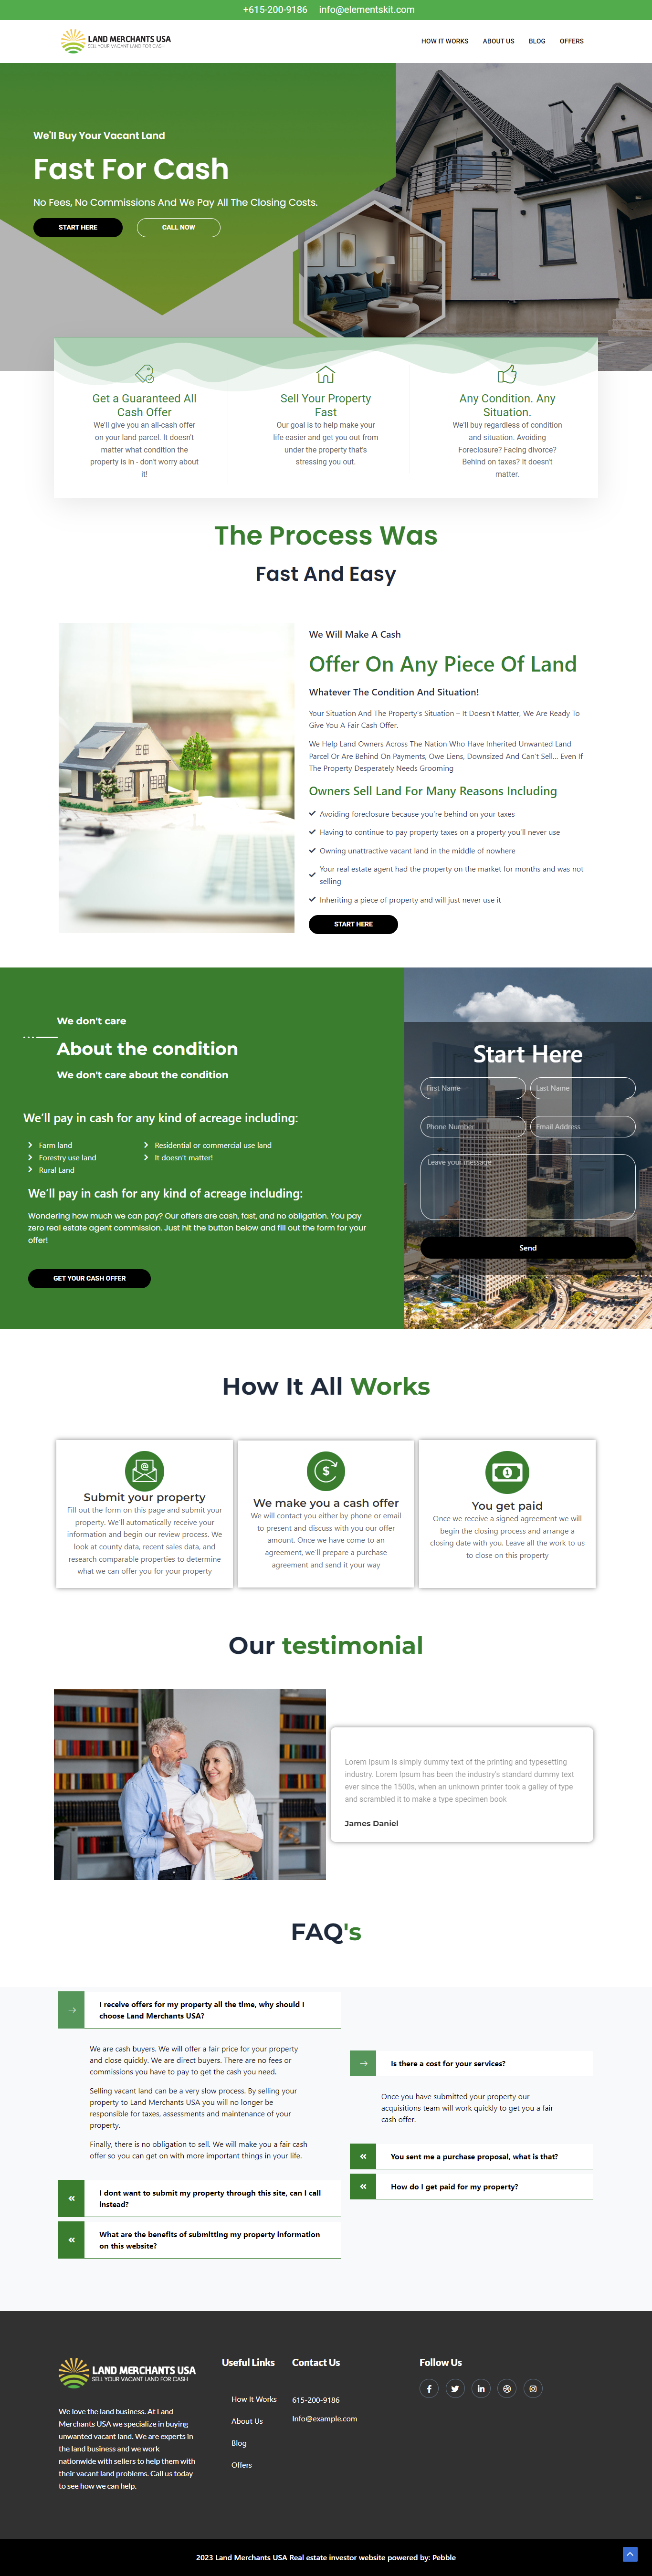 +615-200-9186 info@elementskit.com
LAND MERCHANTS USA
SELL YOUR VACANT LAND FOR CASH
HOW IT WORKS ABOUT US BLOG OFFERS
We'll Buy Your Vacant Land
Fast For Cash
No Fees, No Commissions And We Pay All The Closing Costs.
START HERE CALL NOW
Get a Guaranteed All
Cash Offer
We'll give you an all-cash offer
on your land parcel. It doesn't
matter what condition the
property is in - don't worry about
it!
Sell Your Property
Fast
Our goal is to help make your
life easier and get you out from
under the property that's
stressing you out.
Any Condition. Any
Situation.
We'll buy regardless of condition
and situation. Avoiding
Foreclosure? Facing divorce?
Behind on taxes? It doesn't
matter.
The Process Was
Fast And Easy
We Will Make A Cash
Offer On Any Piece Of Land
Whatever The Condition And Situation!
Your Situation And The Property's Situation – It Doesn't Matter, We Are Ready To
Give You A Fair Cash Offer.
We Help Land Owners Across The Nation Who Have Inherited Unwanted Land
Parcel Or Are Behind On Payments, Owe Liens, Downsized And Can't Sell... Even If
The Property Desperately Needs Grooming
Owners Sell Land For Many Reasons Including
Avoiding foreclosure because you're behind on your taxes
Having to continue to pay property taxes on a property you'll never use
Owning unattractive vacant land in the middle of nowhere
Your real estate agent had the property on the market for months and was not
selling
Inheriting a piece of property and will just never use it
START HERE
We don't care
About the condition
We don't care about the condition
We'll pay in cash for any kind of acreage including:
Farm land
Forestry use land
Rural Land
Residential or commercial use land
It doesn't matter!
We'll pay in cash for any kind of acreage including:
Wondering how much we can pay? Our offers are cash, fast, and no obligation. You pay
zero real estate agent commission. Just hit the button below and fill out the form for your
offer!
GET YOUR CASH OFFER
Start Here
First Name Last Name
Phone Number Email Address
Leave your message
Send
How It All Works
Submit your property
Fill out the form on this page and submit your
property. We'll automatically receive your
information and begin our review process. We
look at county data, recent sales data, and
research comparable properties to determine
what we can offer you for your property
We make you a cash offer
We will contact you either by phone or email
to present and discuss with you our offer
amount. Once we have come to an
agreement, we'll prepare a purchase
agreement and send it your way
You get paid
Once we receive a signed agreement we will
begin the closing process and arrange a
closing date with you. Leave all the work to us
to close on this property
Our testimonial
Lorem Ipsum is simply dummy text of the printing and typesetting
industry. Lorem Ipsum has been the industry's standard dummy text
ever since the 1500s, when an unknown printer took a galley of type
and scrambled it to make a type specimen book
James Daniel
FAQ's
I receive offers for my property all the time, why should I
choose Land Merchants USA?
We are cash buyers. We will offer a fair price for your property
and close quickly. We are direct buyers. There are no fees or
commissions you have to pay to get the cash you need.
Selling vacant land can be a very slow process. By selling your
property to Land Merchants USA you will no longer be
responsible for taxes, assessments and maintenance of your
property.
Finally, there is no obligation to sell. We will make you a fair cash
offer so you can get on with more important things in your life.
I dont want to submit my property through this site, can I call
instead?
What are the benefits of submitting my property information
on this website?
Is there a cost for your services?
Once you have submitted your property our
acquisitions team will work quickly to get you a fair
cash offer.
You sent me a purchase proposal, what is that?
How do I get paid for my property?
LAND MERCHANTS USA
SELL YOUR VACANT LAND FOR CASH
We love the land business. At Land
Merchants USA we specialize in buying
unwanted vacant land. We are experts in
the land business and we work
nationwide with sellers to help them with
their vacant land problems. Call us today
to see how we can help.
Useful Links
How It Works
About Us
Blog
Offers
Contact Us
615-200-9186
Info@example.com
Follow Us
2023 Land Merchants USA Real estate investor website powered by: Pebble